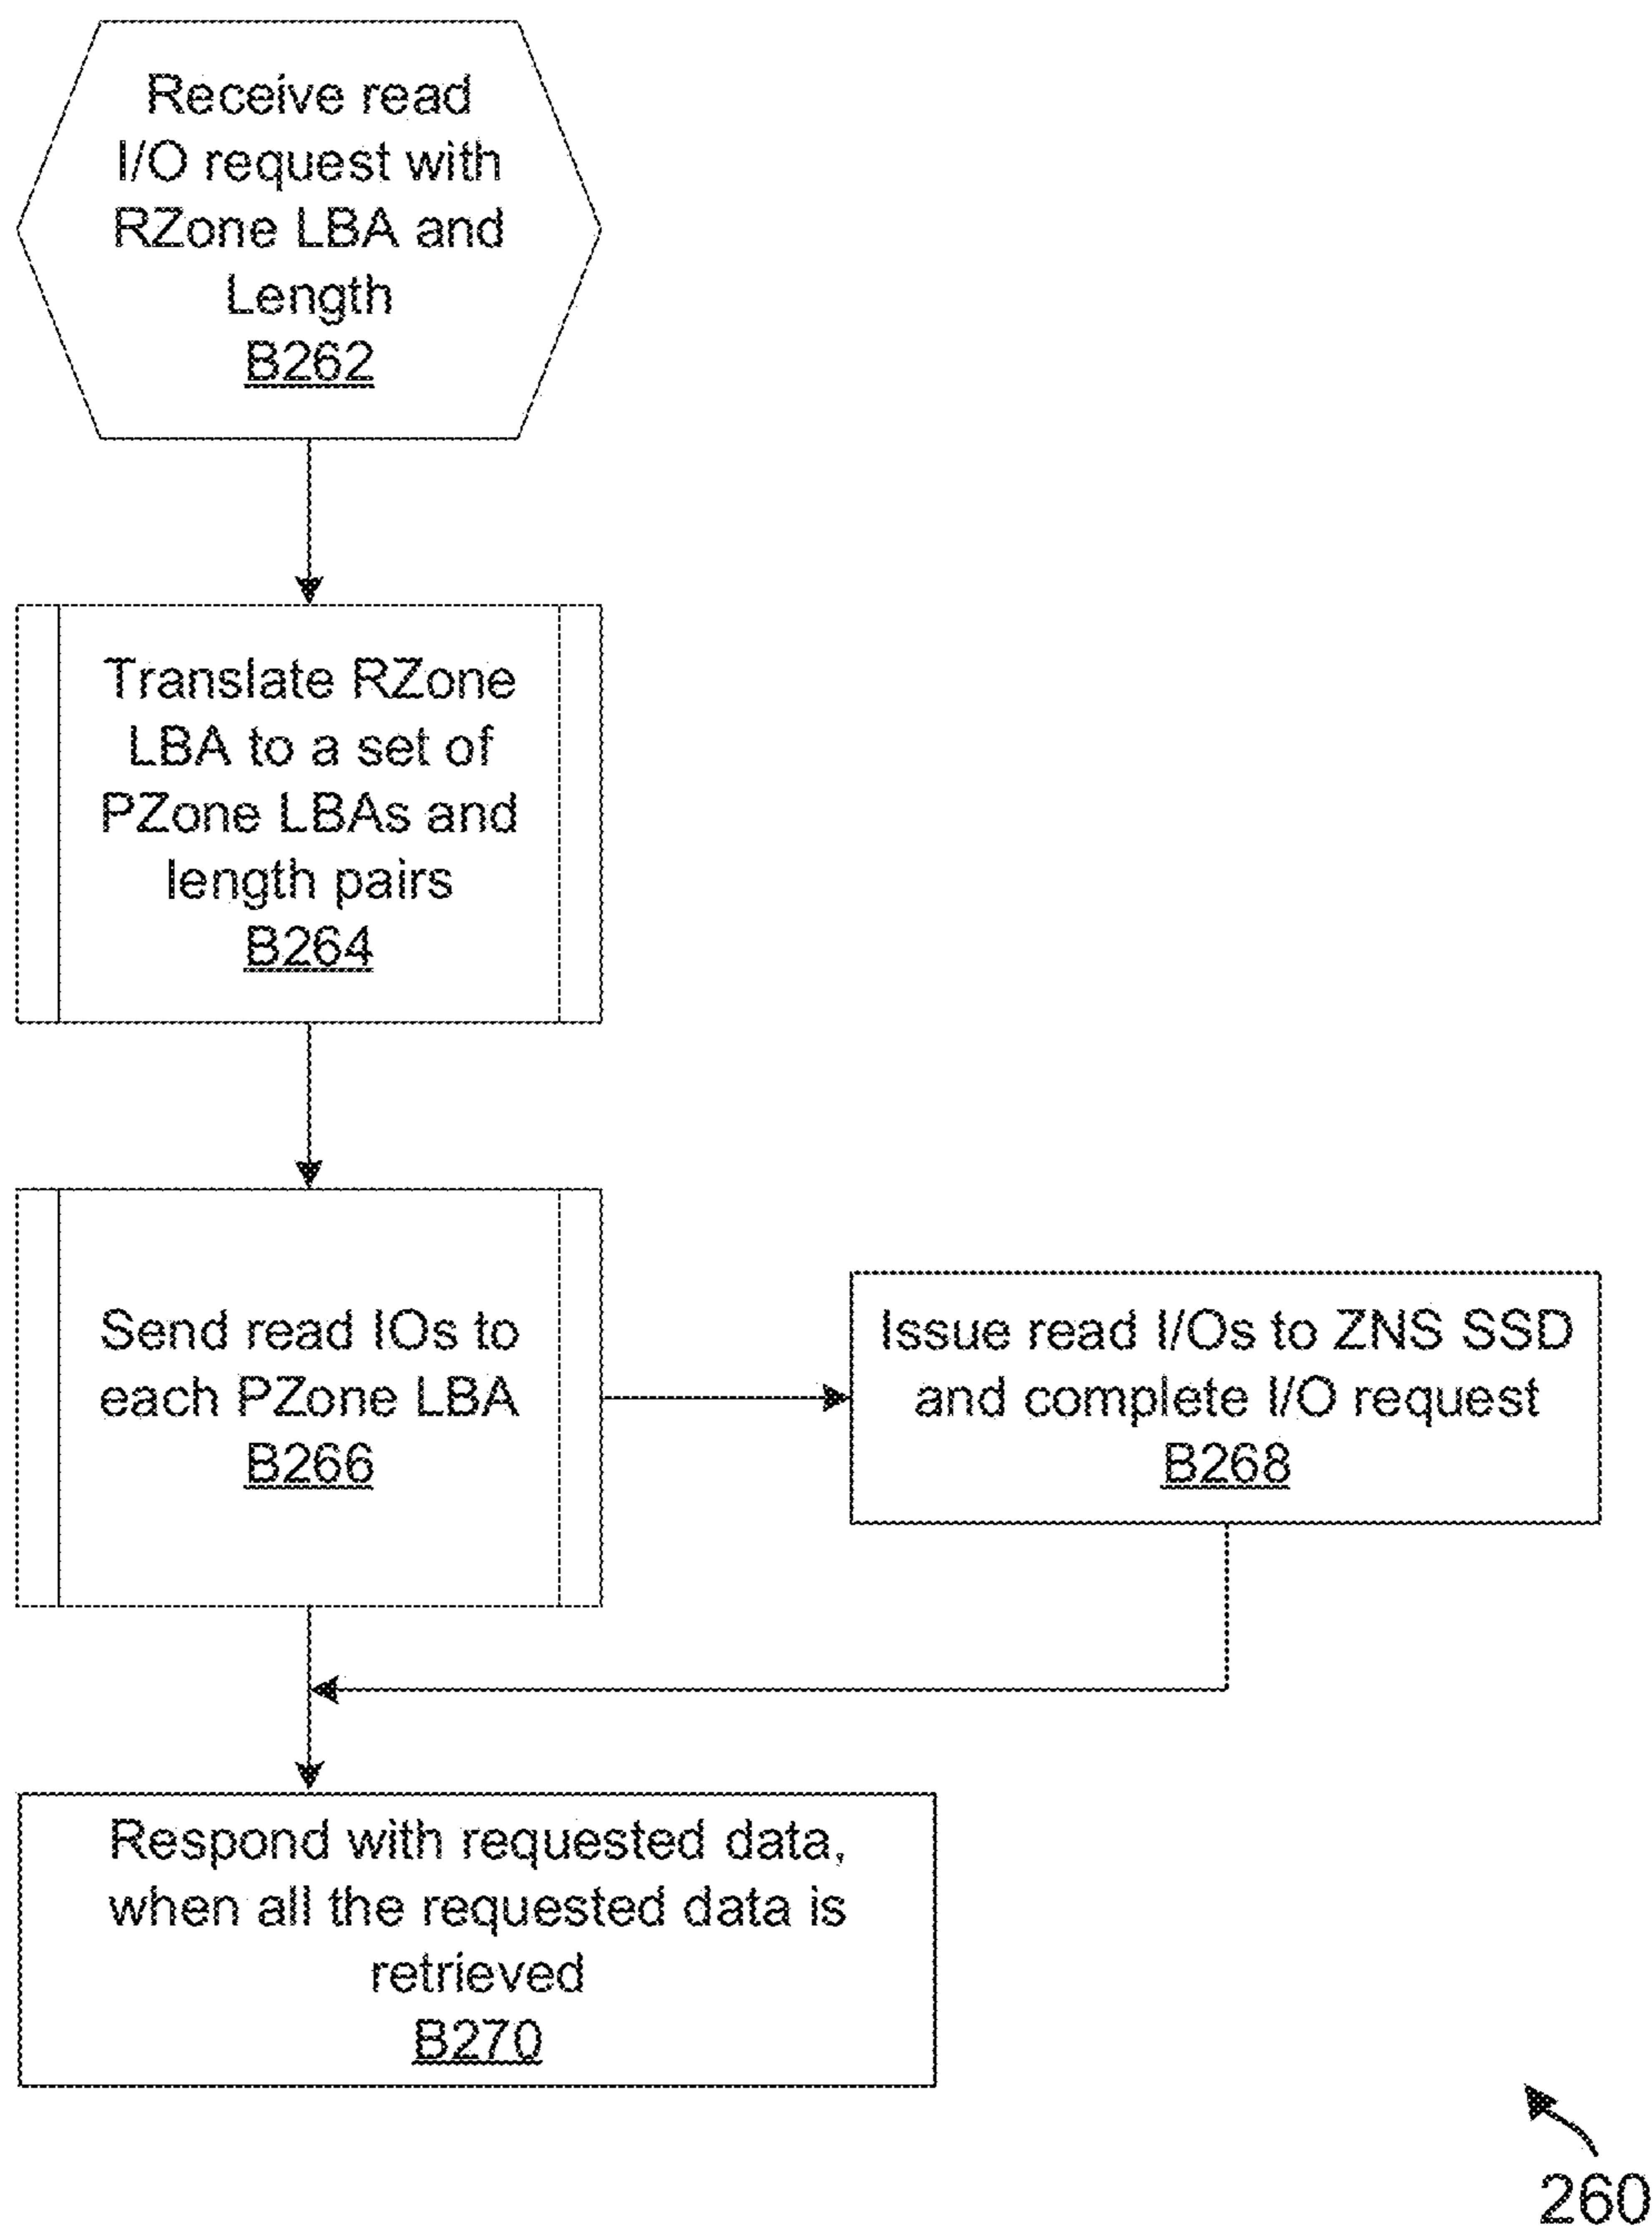 Receive read
I/O request with
RZone LBA and
Length
B262
Translate RZone
LBA to a set of
PZone LBAs and
length pairs
B264
Send read IOs to
each PZone LBA
B266
Issue read I/Os to ZNS SSD
and complete I/O request
B268
Respond with requested data,
when all the requested data is
retrieved
B270
260